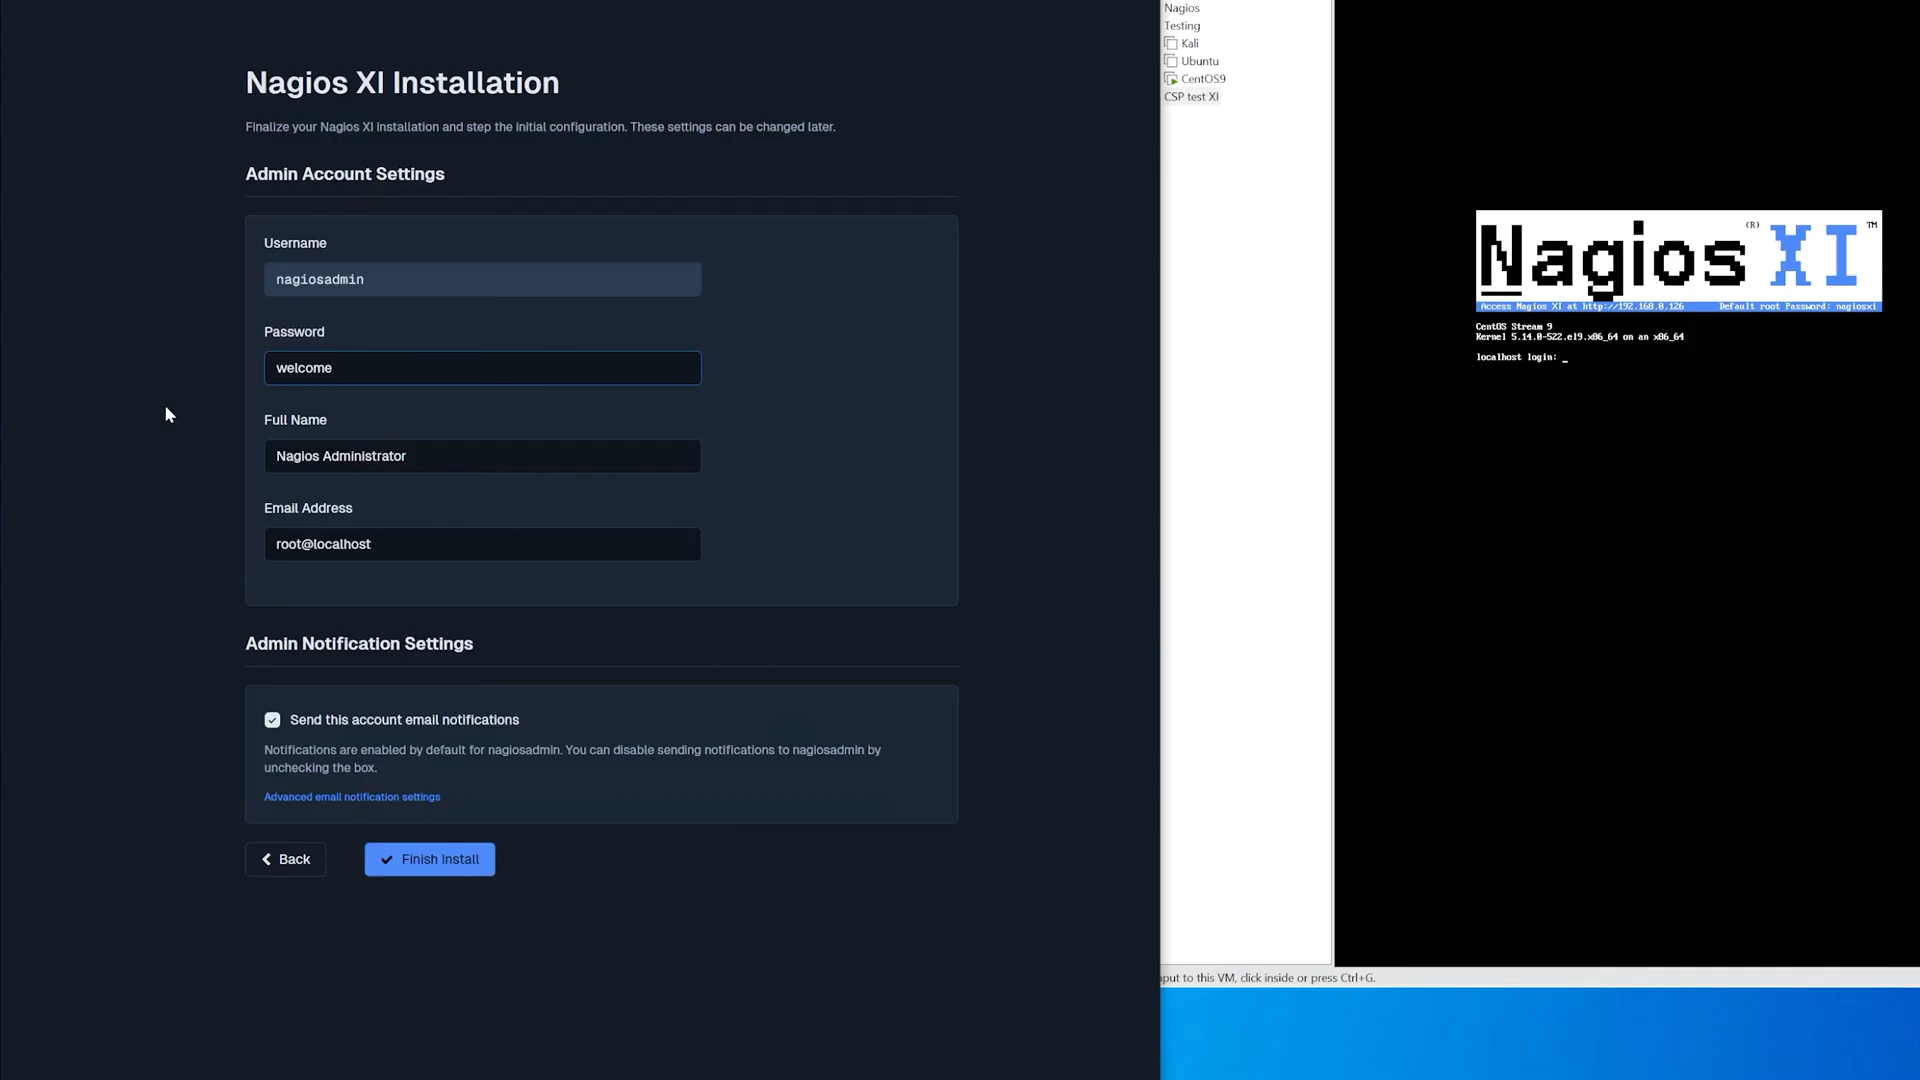 Nagios XI Installation
Finalize your Nagios XI installation and step the initial configuration. These settings can be changed later.
Admin Account Settings
Username
nagiosadmin
Password
welcome
Full Name
Nagios Administrator
Email Address
root@localhost
Admin Notification Settings
Send this account email notifications
Notifications are enabled by default for nagiosadmin. You can disable sending notifications to nagiosadmin by
unchecking the box.
Advanced email notification settings
Back
Finish Install
Nagios
Testing
Kali
Ubuntu
CentOS9
CSP test XI
Nagios (R) XI ™
Access Nagios XI at http://192.168.0.126 Default root Password: nagiosxi
CentOS Stream 9
Kernel 5.14.0-522.el9.x86_64 on an x86_64
localhost login: _
nput to this VM, click inside or press Ctrl+G.